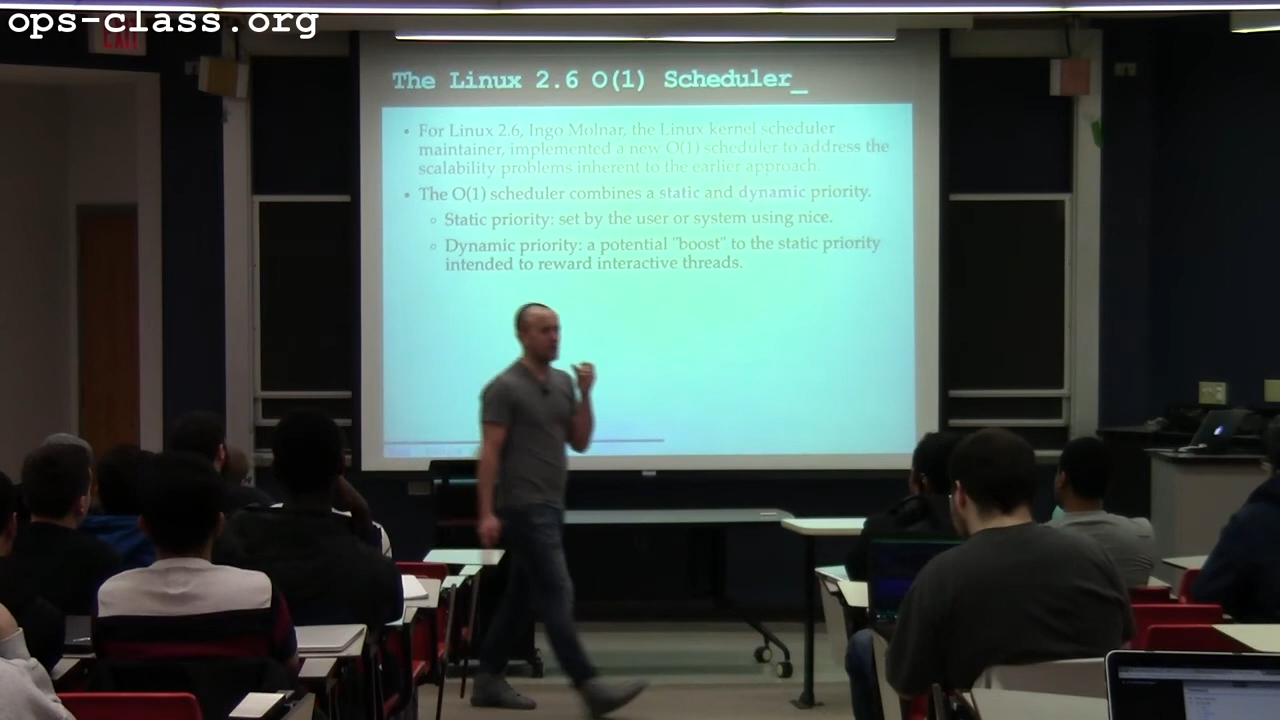 ops-class.org
EXIT
The Linux 2.6 O(1) Scheduler_
• For Linux 2.6, Ingo Molnar, the Linux kernel scheduler
maintainer, implemented a new O(1) scheduler to address the
scalability problems inherent to the earlier approach.
• The O(1) scheduler combines a static and dynamic priority.
◦ Static priority: set by the user or system using nice.
◦ Dynamic priority: a potential "boost" to the static priority
intended to reward interactive threads.